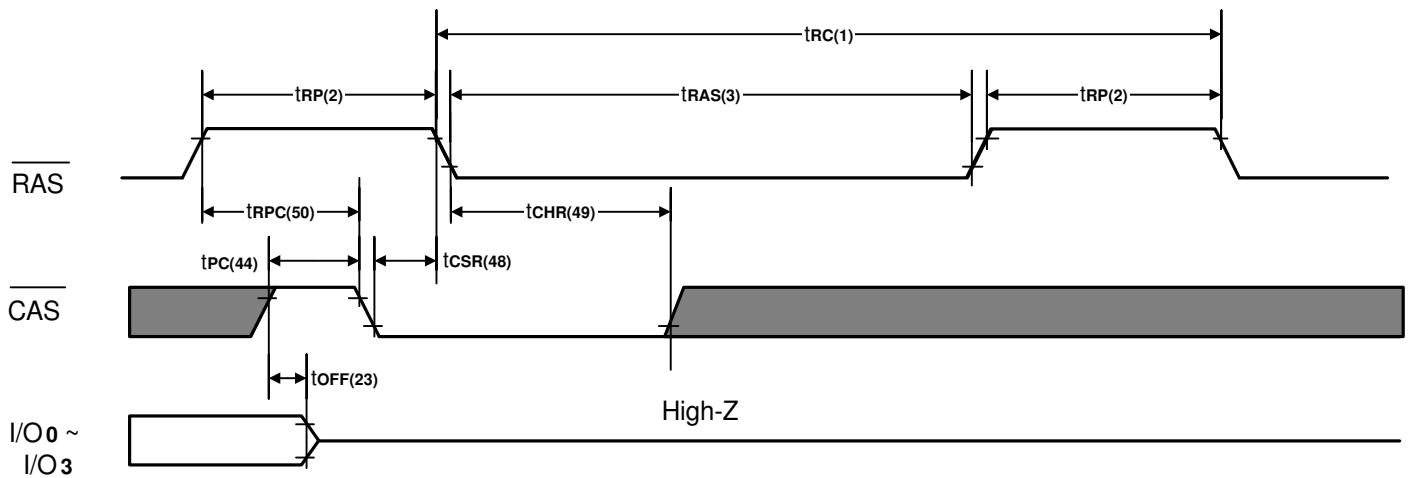 tRC(1)
tRP(2)
tRAS(3)
tRP(2)
RAS
tRPC(50)
tCHR(49)
tPC(44)
tCSR(48)
CAS
tOFF(23)
High-Z
I/O0 ~
I/O3